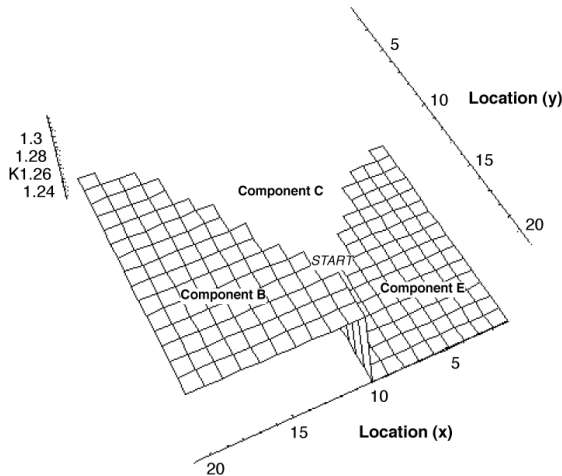 5
10
Location (y)
15
20
1.3
1.28
K1.26
1.24
Component C
START
Component B
Component E
5
10
15
Location (x)
20